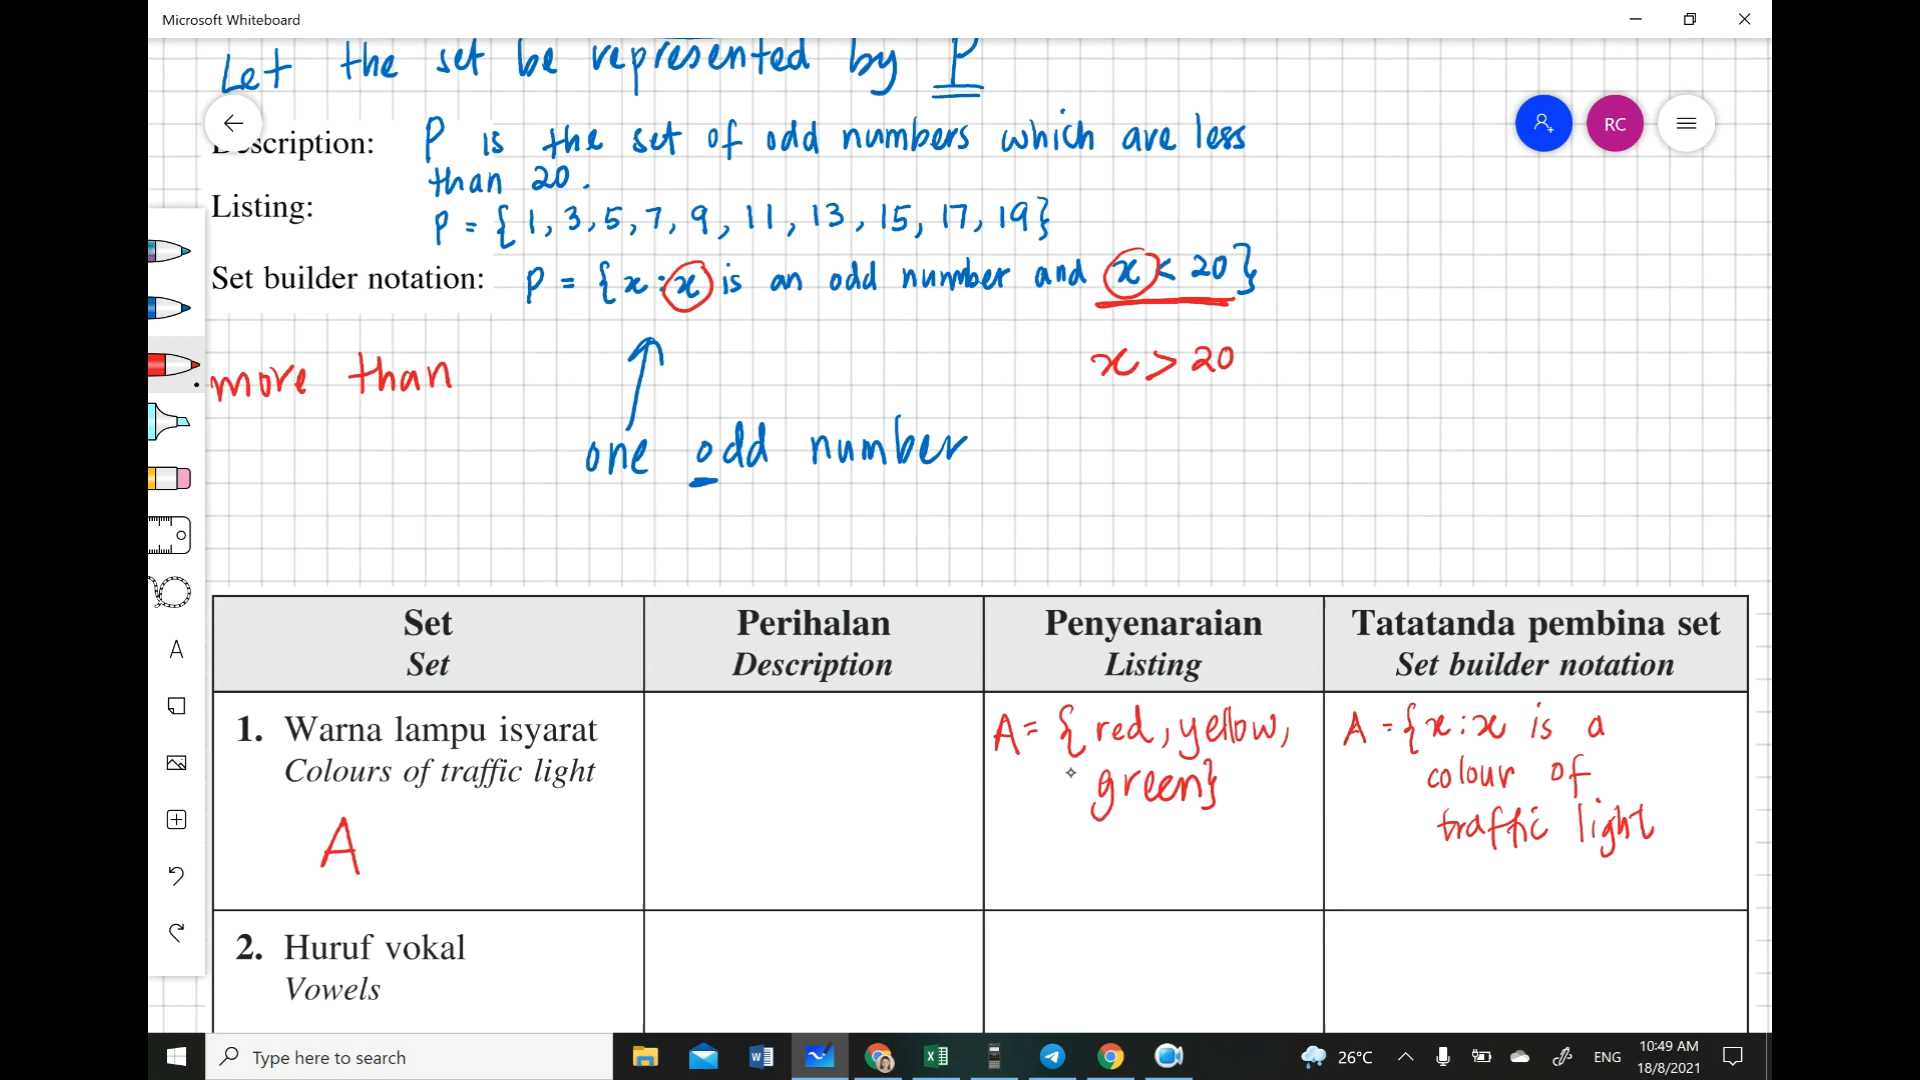 Microsoft Whiteboard
Let the set be represented by P
Description: P is the set of odd numbers which are less
than 20.
Listing:
P = { 1, 3, 5, 7, 9, 11, 13, 15, 17, 19}
Set builder notation: P = {x : x is an odd number and x < 20 }
more than
x > 20
one odd number
RC
A
Set
Set
Perihalan
Description
Penyenaraian
Listing
Tatatanda pembina set
Set builder notation
1. Warna lampu isyarat
Colours of traffic light
A
A = { red, yellow,
green}
A = {x : x is a
colour of
traffic light
2. Huruf vokal
Vowels
Type here to search
26°C
ENG
10:49 AM
18/8/2021